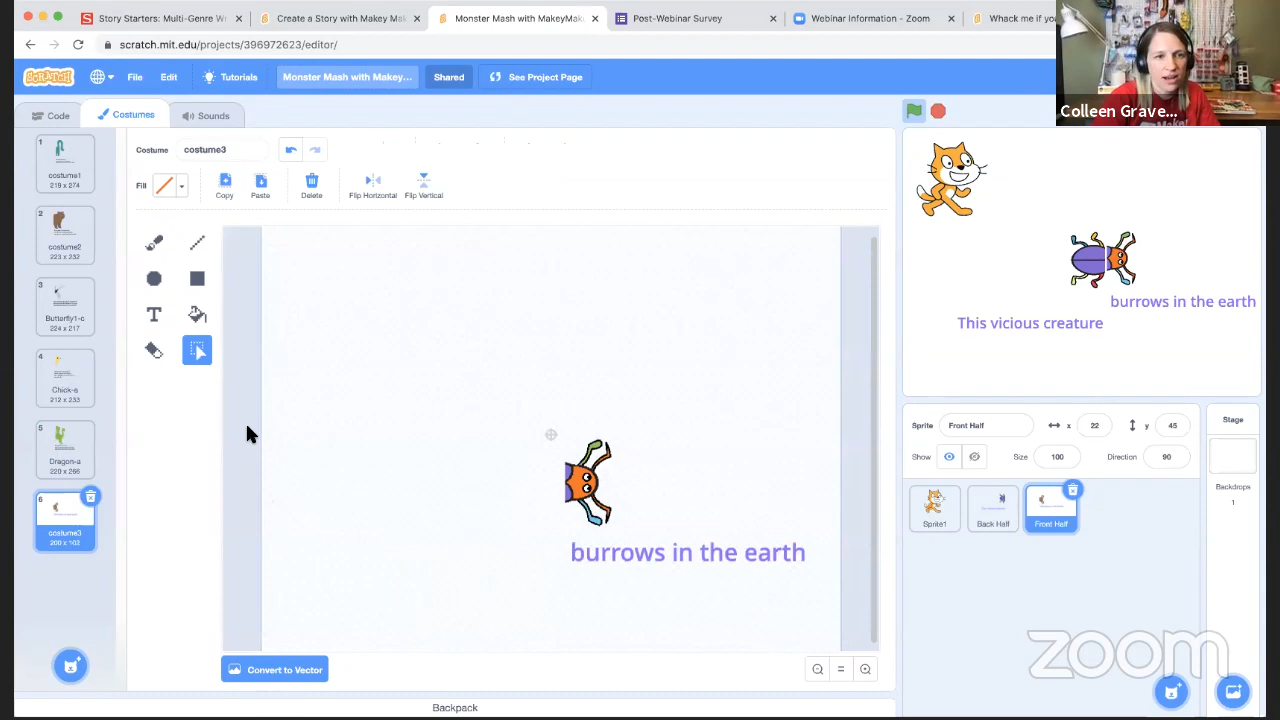 Story Starters: Multi-Genre Wr
Create a Story with Makey Mak
Monster Mash with MakeyMak
Post-Webinar Survey
Webinar Information - Zoom
Whack me if you
scratch.mit.edu/projects/396972623/editor/
SCRATCH
File
Edit
Tutorials
Monster Mash with Makey...
Shared
See Project Page
Colleen Grave...
Code
Costumes
Sounds
1
costume1
219 x 274
2
costume2
223 x 232
3
Butterfly1-c
224 x 217
4
Chick-a
212 x 233
5
Dragon-a
220 x 266
6
costume3
200 x 102
Costume
costume3
Fill
Copy
Paste
Delete
Flip Horizontal
Flip Vertical
T
burrows in the earth
Convert to Vector
Backpack
burrows in the earth
This vicious creature
Sprite
Front Half
x
22
y
45
Show
Size
100
Direction
90
Sprite1
Back Half
Front Half
Stage
Backdrops
1
zoom